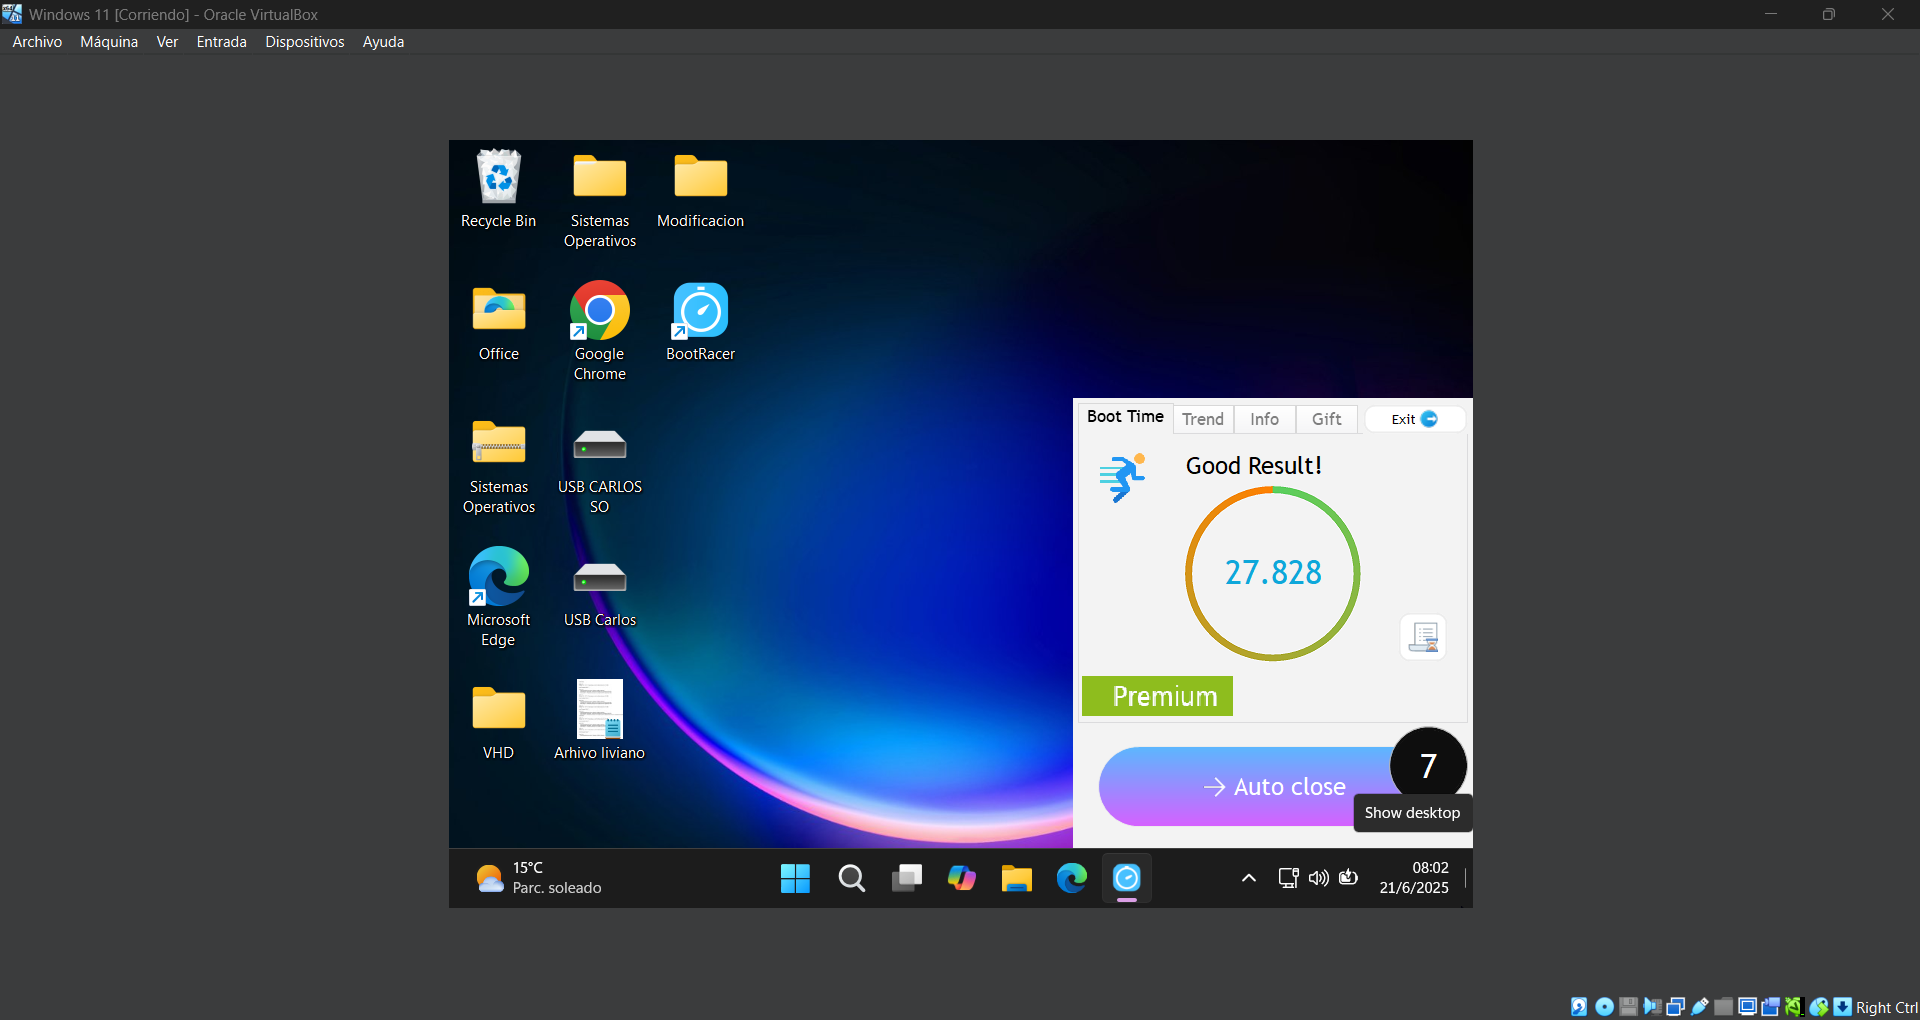 Windows 11 [Corriendo] - Oracle VirtualBox
Archivo Máquina Ver Entrada Dispositivos Ayuda
Recycle Bin
Sistemas
Operativos
Modificacion
Office
Google
Chrome
BootRacer
Sistemas
Operativos
USB CARLOS
SO
Microsoft
Edge
USB Carlos
VHD
Arhivo liviano
Boot Time Trend Info Gift Exit
Good Result!
27.828
Premium
→ Auto close
7
Show desktop
15°C
Parc. soleado
08:02
21/6/2025
Right Ctrl